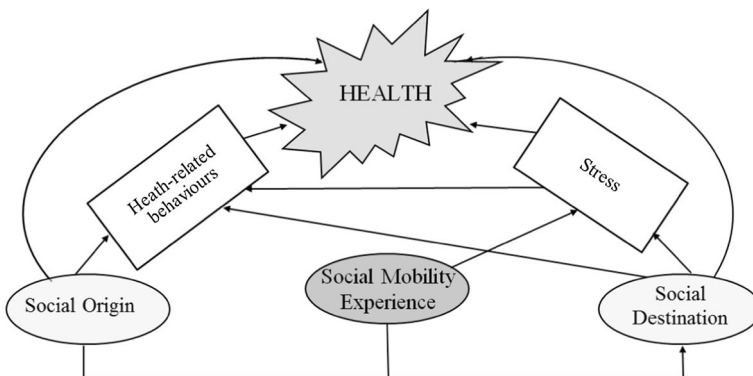 HEALTH
Heath-related
behaviours
Stress
Social Origin
Social Mobility
Experience
Social
Destination